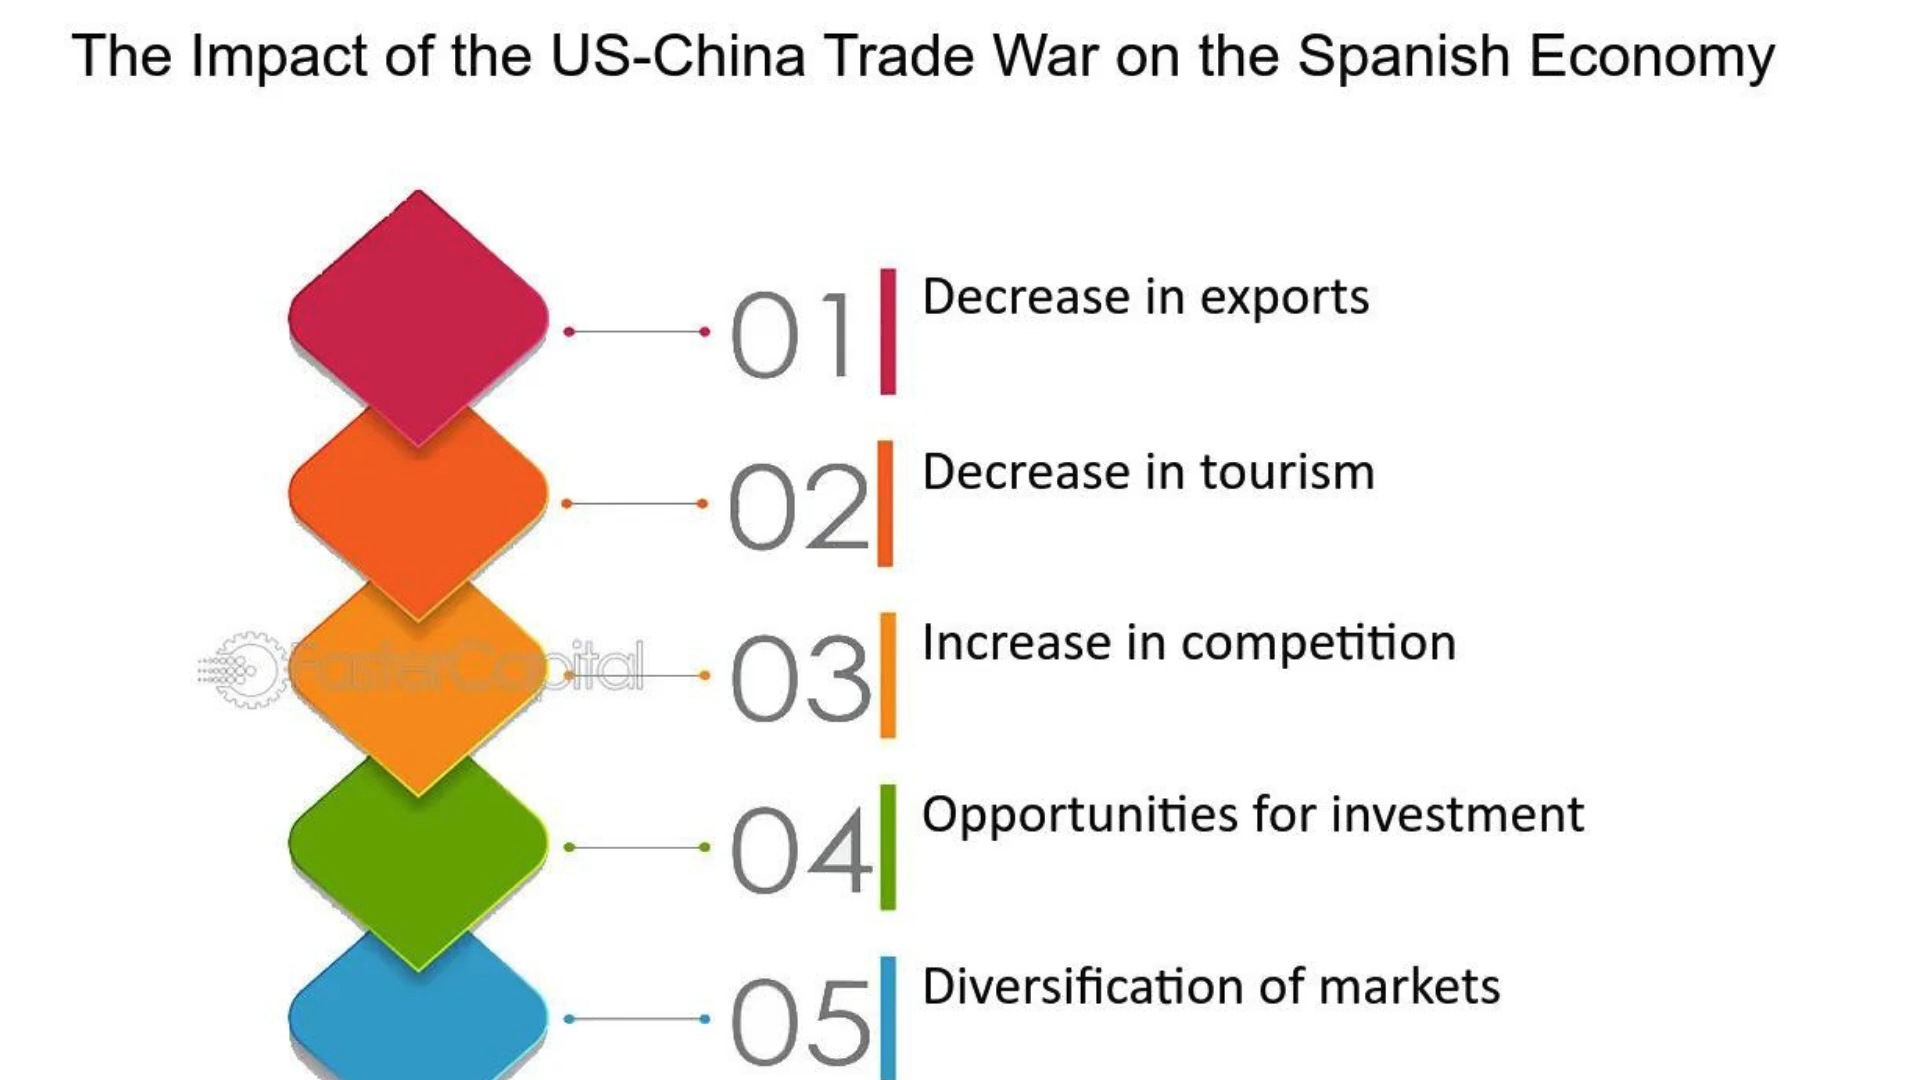 The Impact of the US-China Trade War on the Spanish Economy
01 Decrease in exports
02 Decrease in tourism
03 Increase in competition
FasterCapital
04 Opportunities for investment
05 Diversification of markets